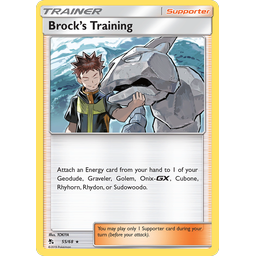 TRAINER
Supporter
Brock's Training
Attach an Energy card from your hand to 1 of your
Geodude, Graveler, Golem, Onix-GX, Cubone,
Rhyhorn, Rhydon, or Sudowoodo.
You may play only 1 Supporter card during your
turn (before your attack).
Illus. TOKIYA
55/68